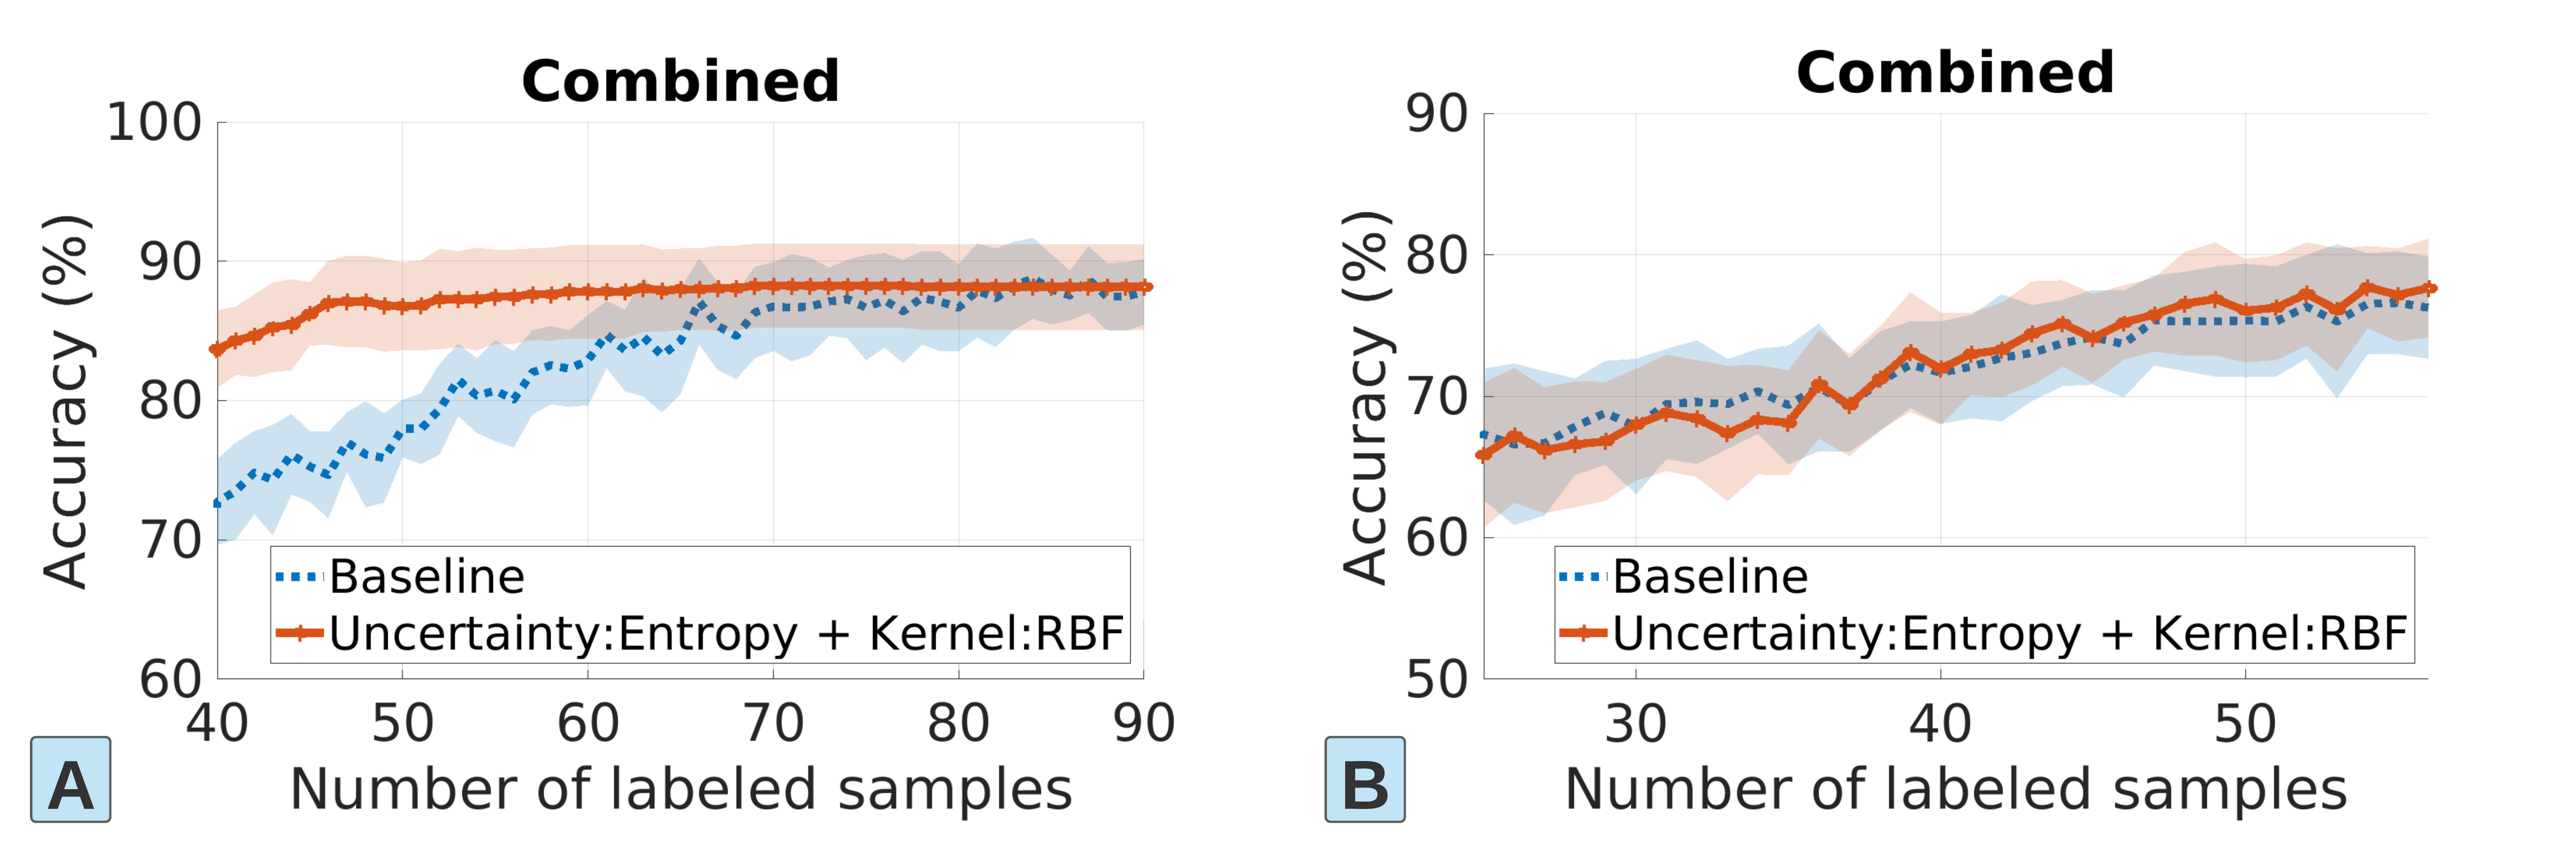 Combined
Accuracy (%)
100
90
80
70
60
40 50 60 70 80 90
Number of labeled samples
Baseline
Uncertainty:Entropy + Kernel:RBF
A
Combined
Accuracy (%)
90
80
70
60
50
30 40 50
Number of labeled samples
Baseline
Uncertainty:Entropy + Kernel:RBF
B